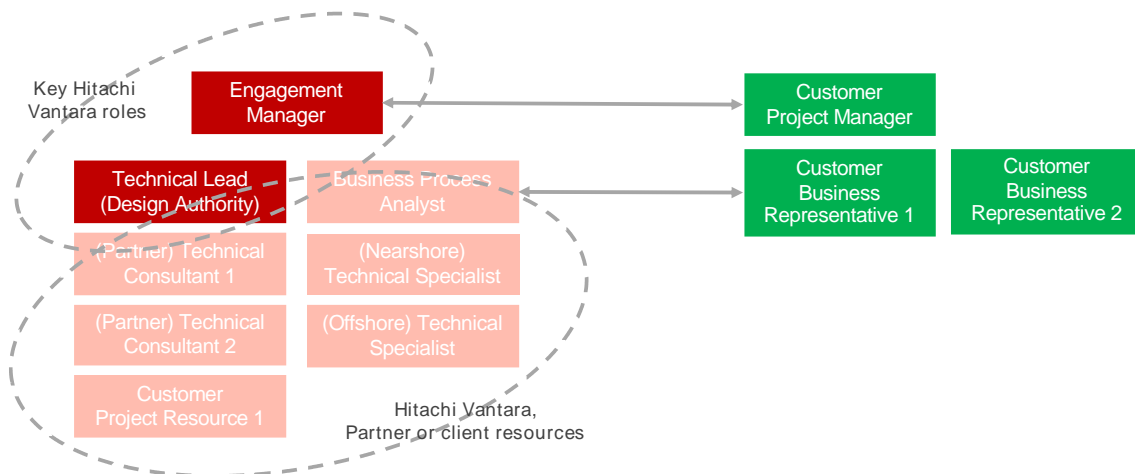 Key Hitachi
Vantara roles
Engagement
Manager
Customer
Project Manager
Technical Lead
(Design Authority)
Business Process
Analyst
Customer
Business
Representative 1
Customer
Business
Representative 2
(Partner) Technical
Consultant 1
(Nearshore)
Technical Specialist
(Partner) Technical
Consultant 2
(Offshore) Technical
Specialist
Customer
Project Resource 1
Hitachi Vantara,
Partner or client resources